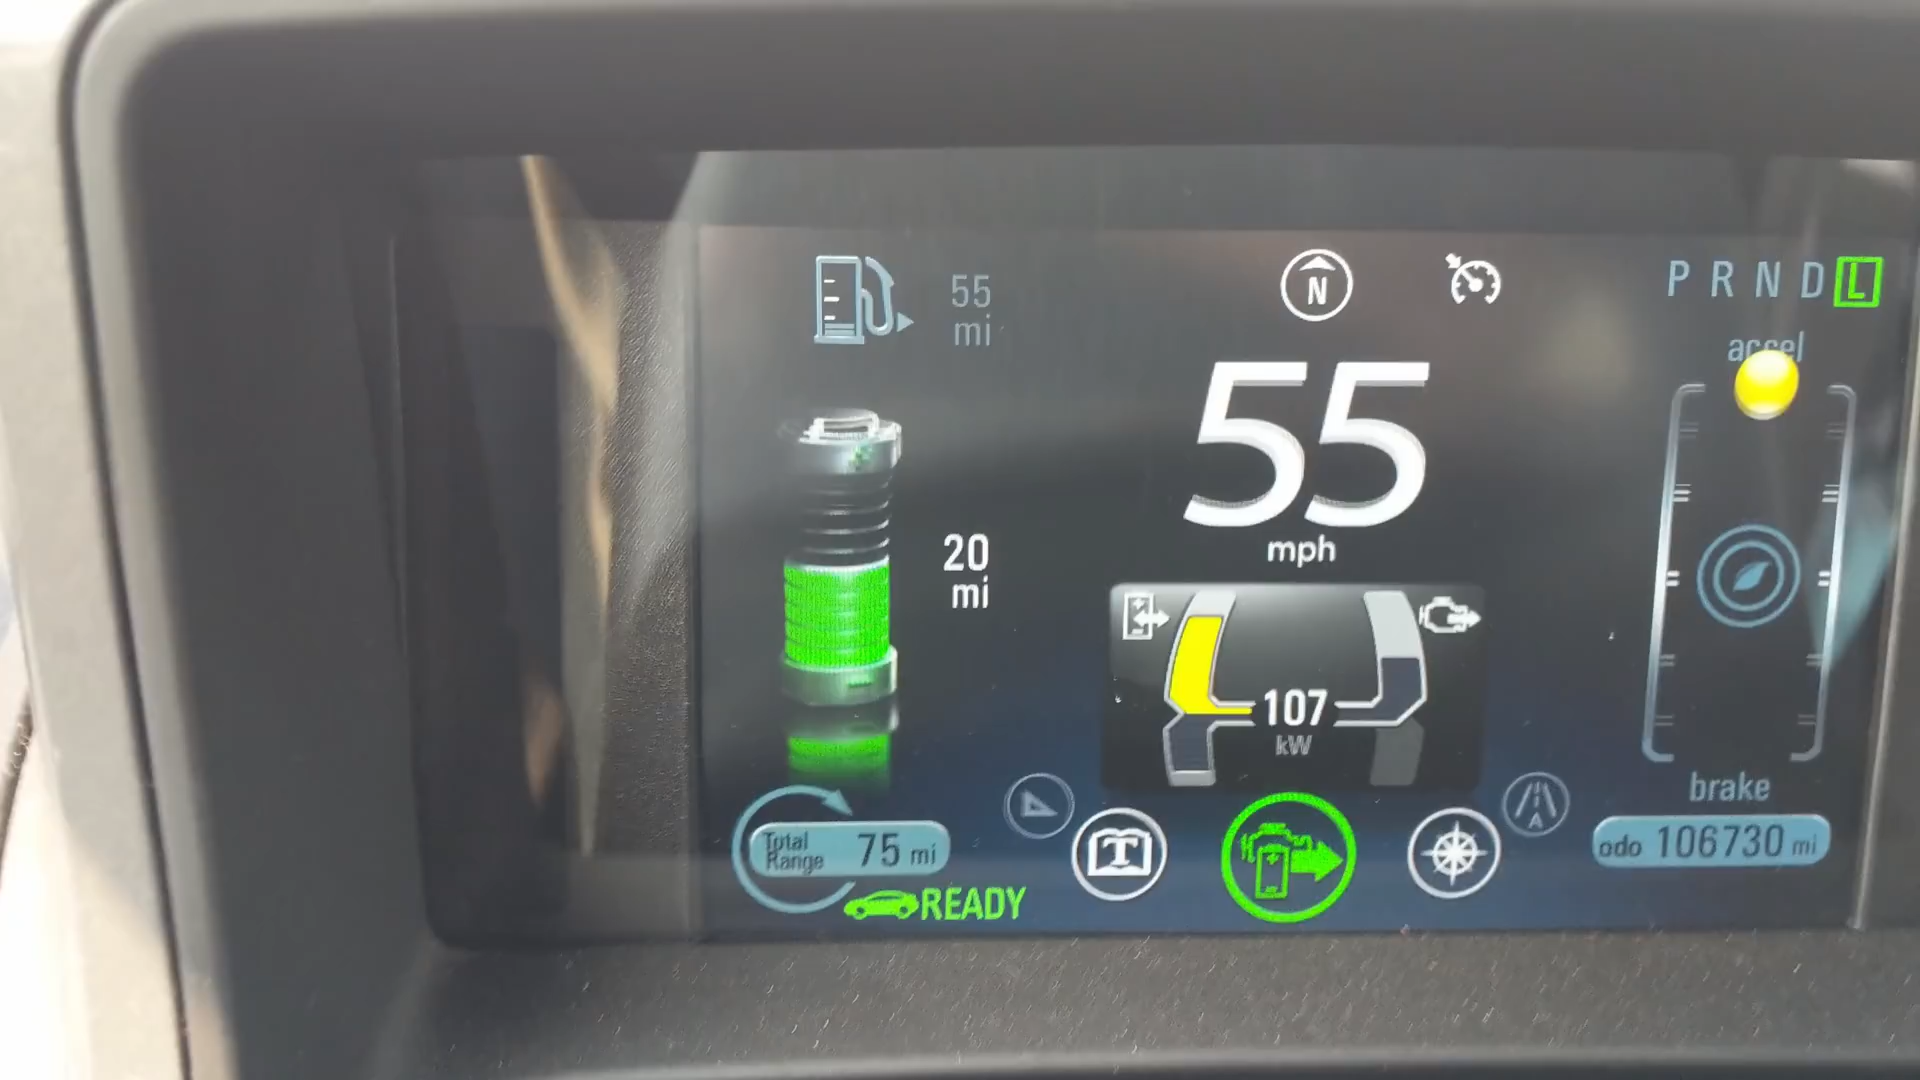 55
mi
N
P R N D L
accel
55
mph
20
mi
107
kW
brake
Total
Range
75 mi
T
A
odo 106730 mi
READY